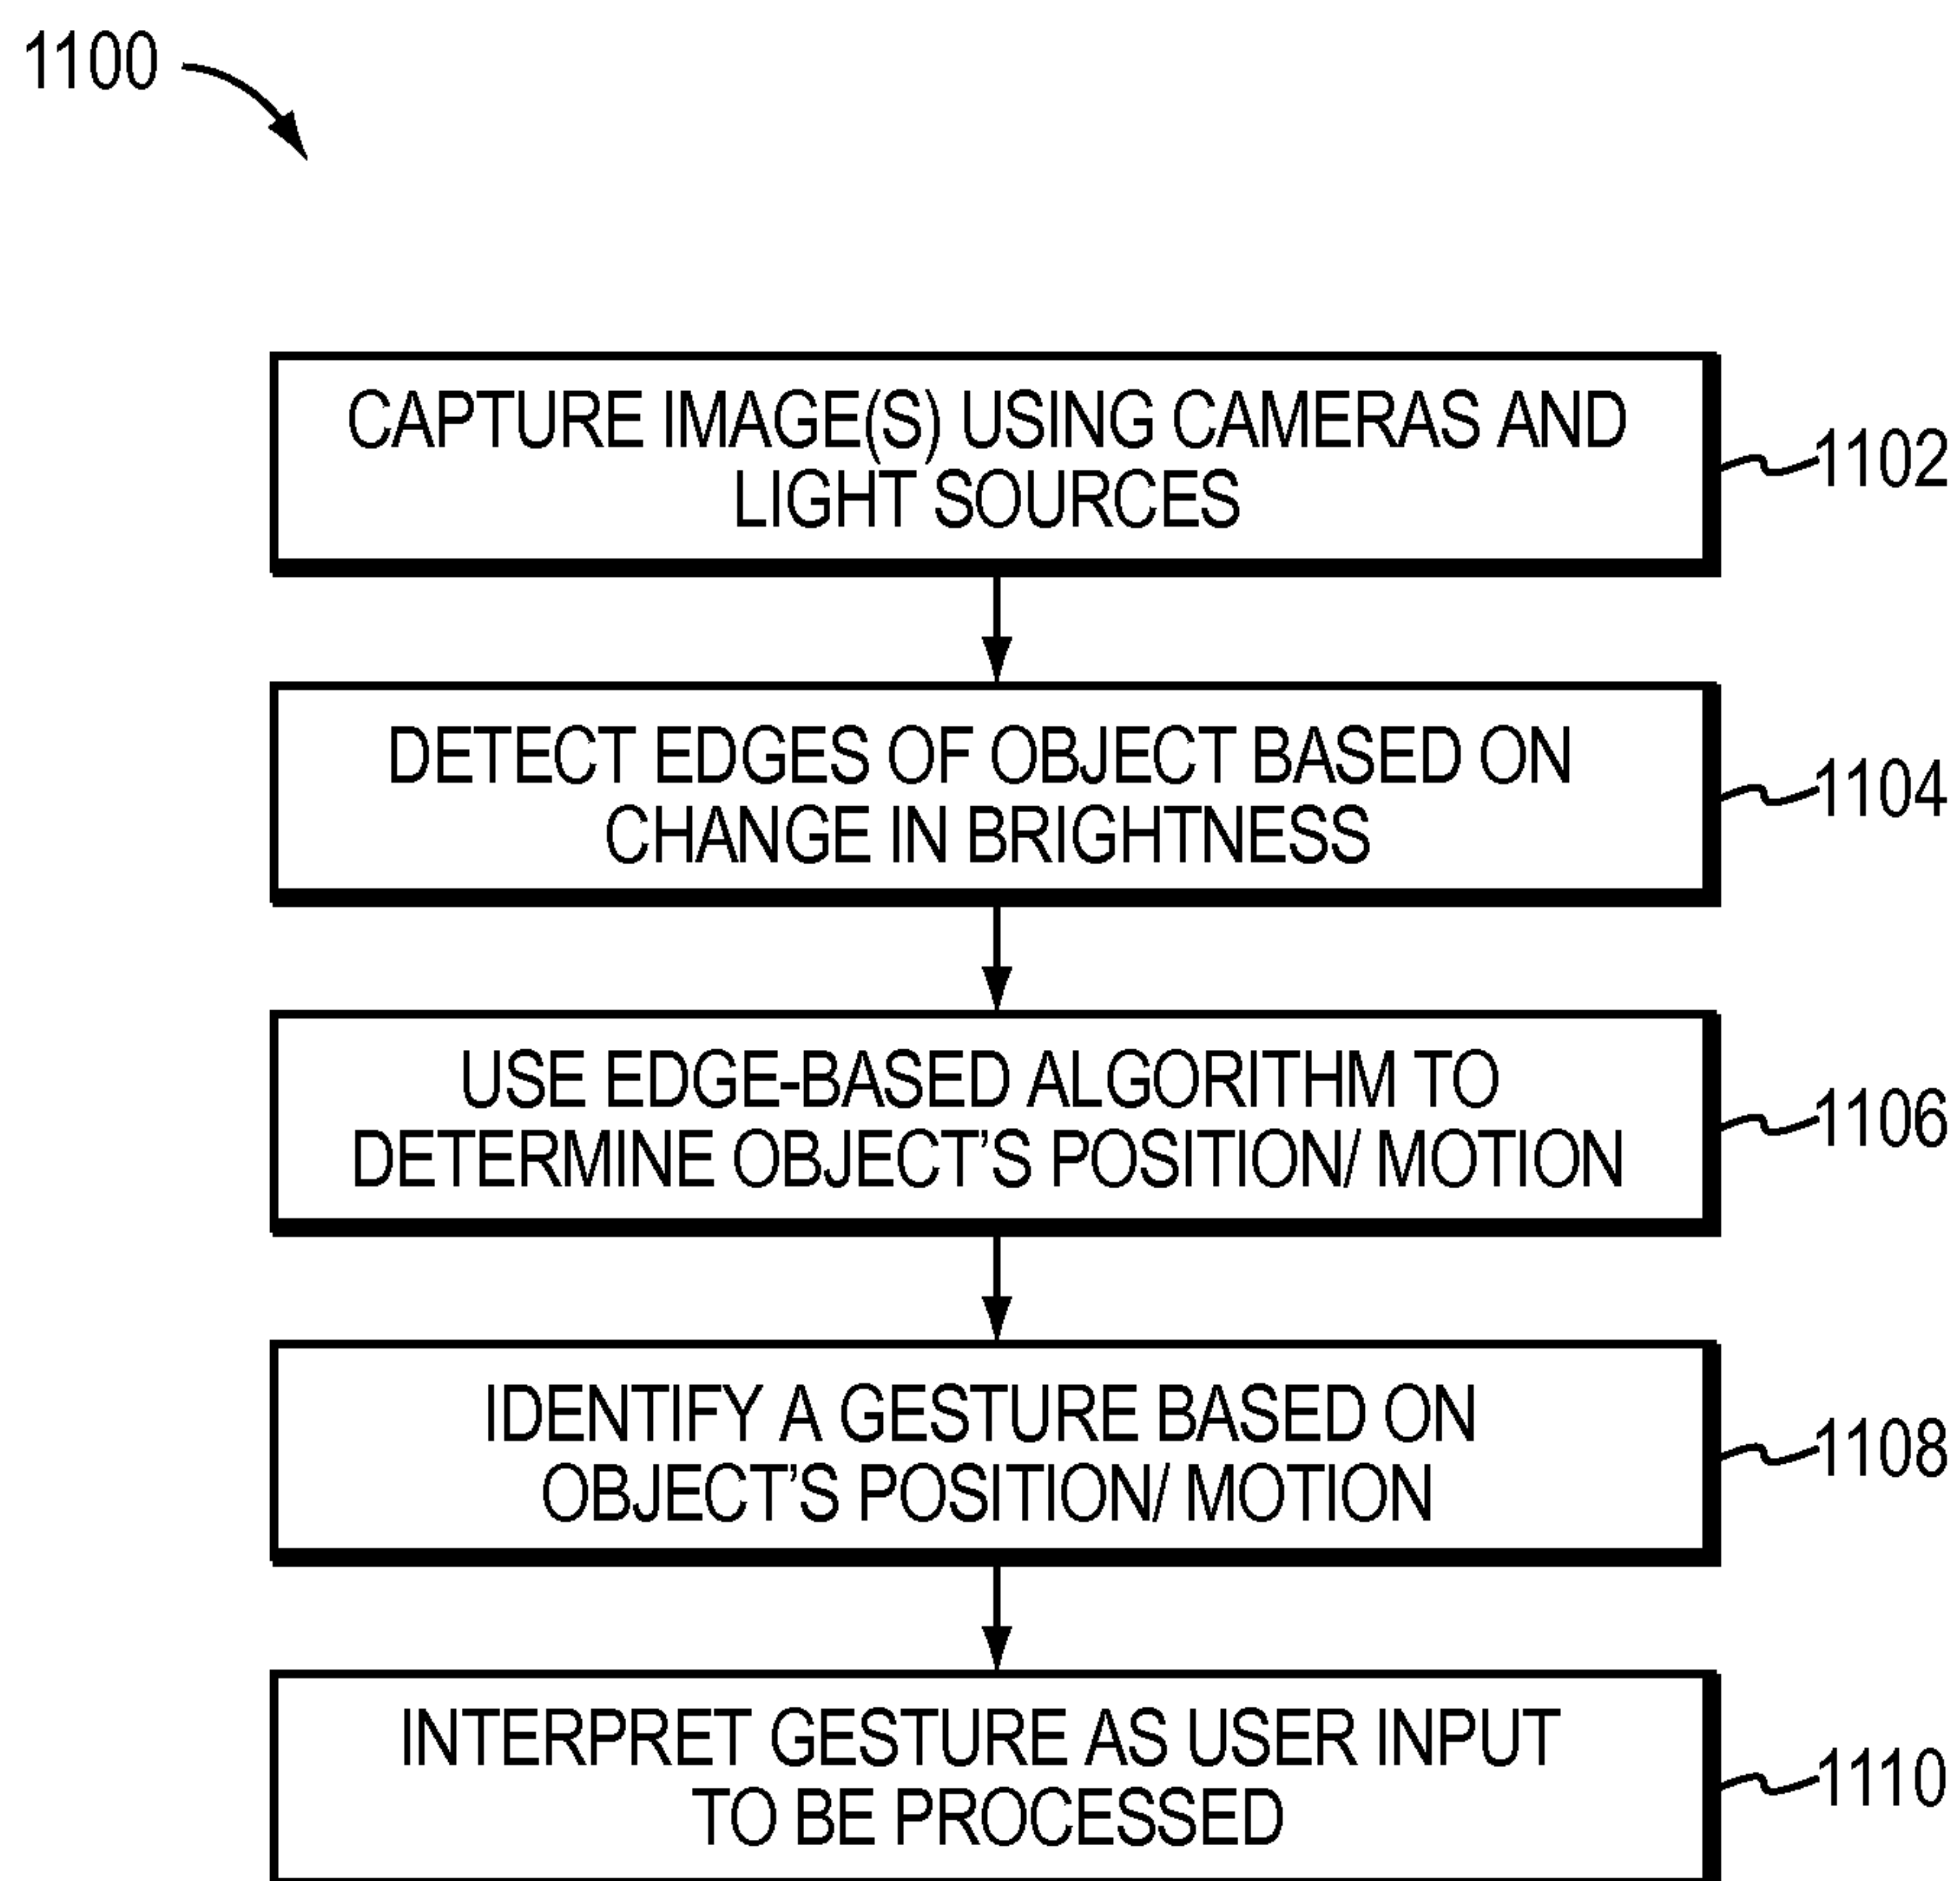 1100
CAPTURE IMAGE(S) USING CAMERAS AND
LIGHT SOURCES
1102
DETECT EDGES OF OBJECT BASED ON
CHANGE IN BRIGHTNESS
1104
USE EDGE-BASED ALGORITHM TO
DETERMINE OBJECT'S POSITION/ MOTION
1106
IDENTIFY A GESTURE BASED ON
OBJECT'S POSITION/ MOTION
1108
INTERPRET GESTURE AS USER INPUT
TO BE PROCESSED
1110